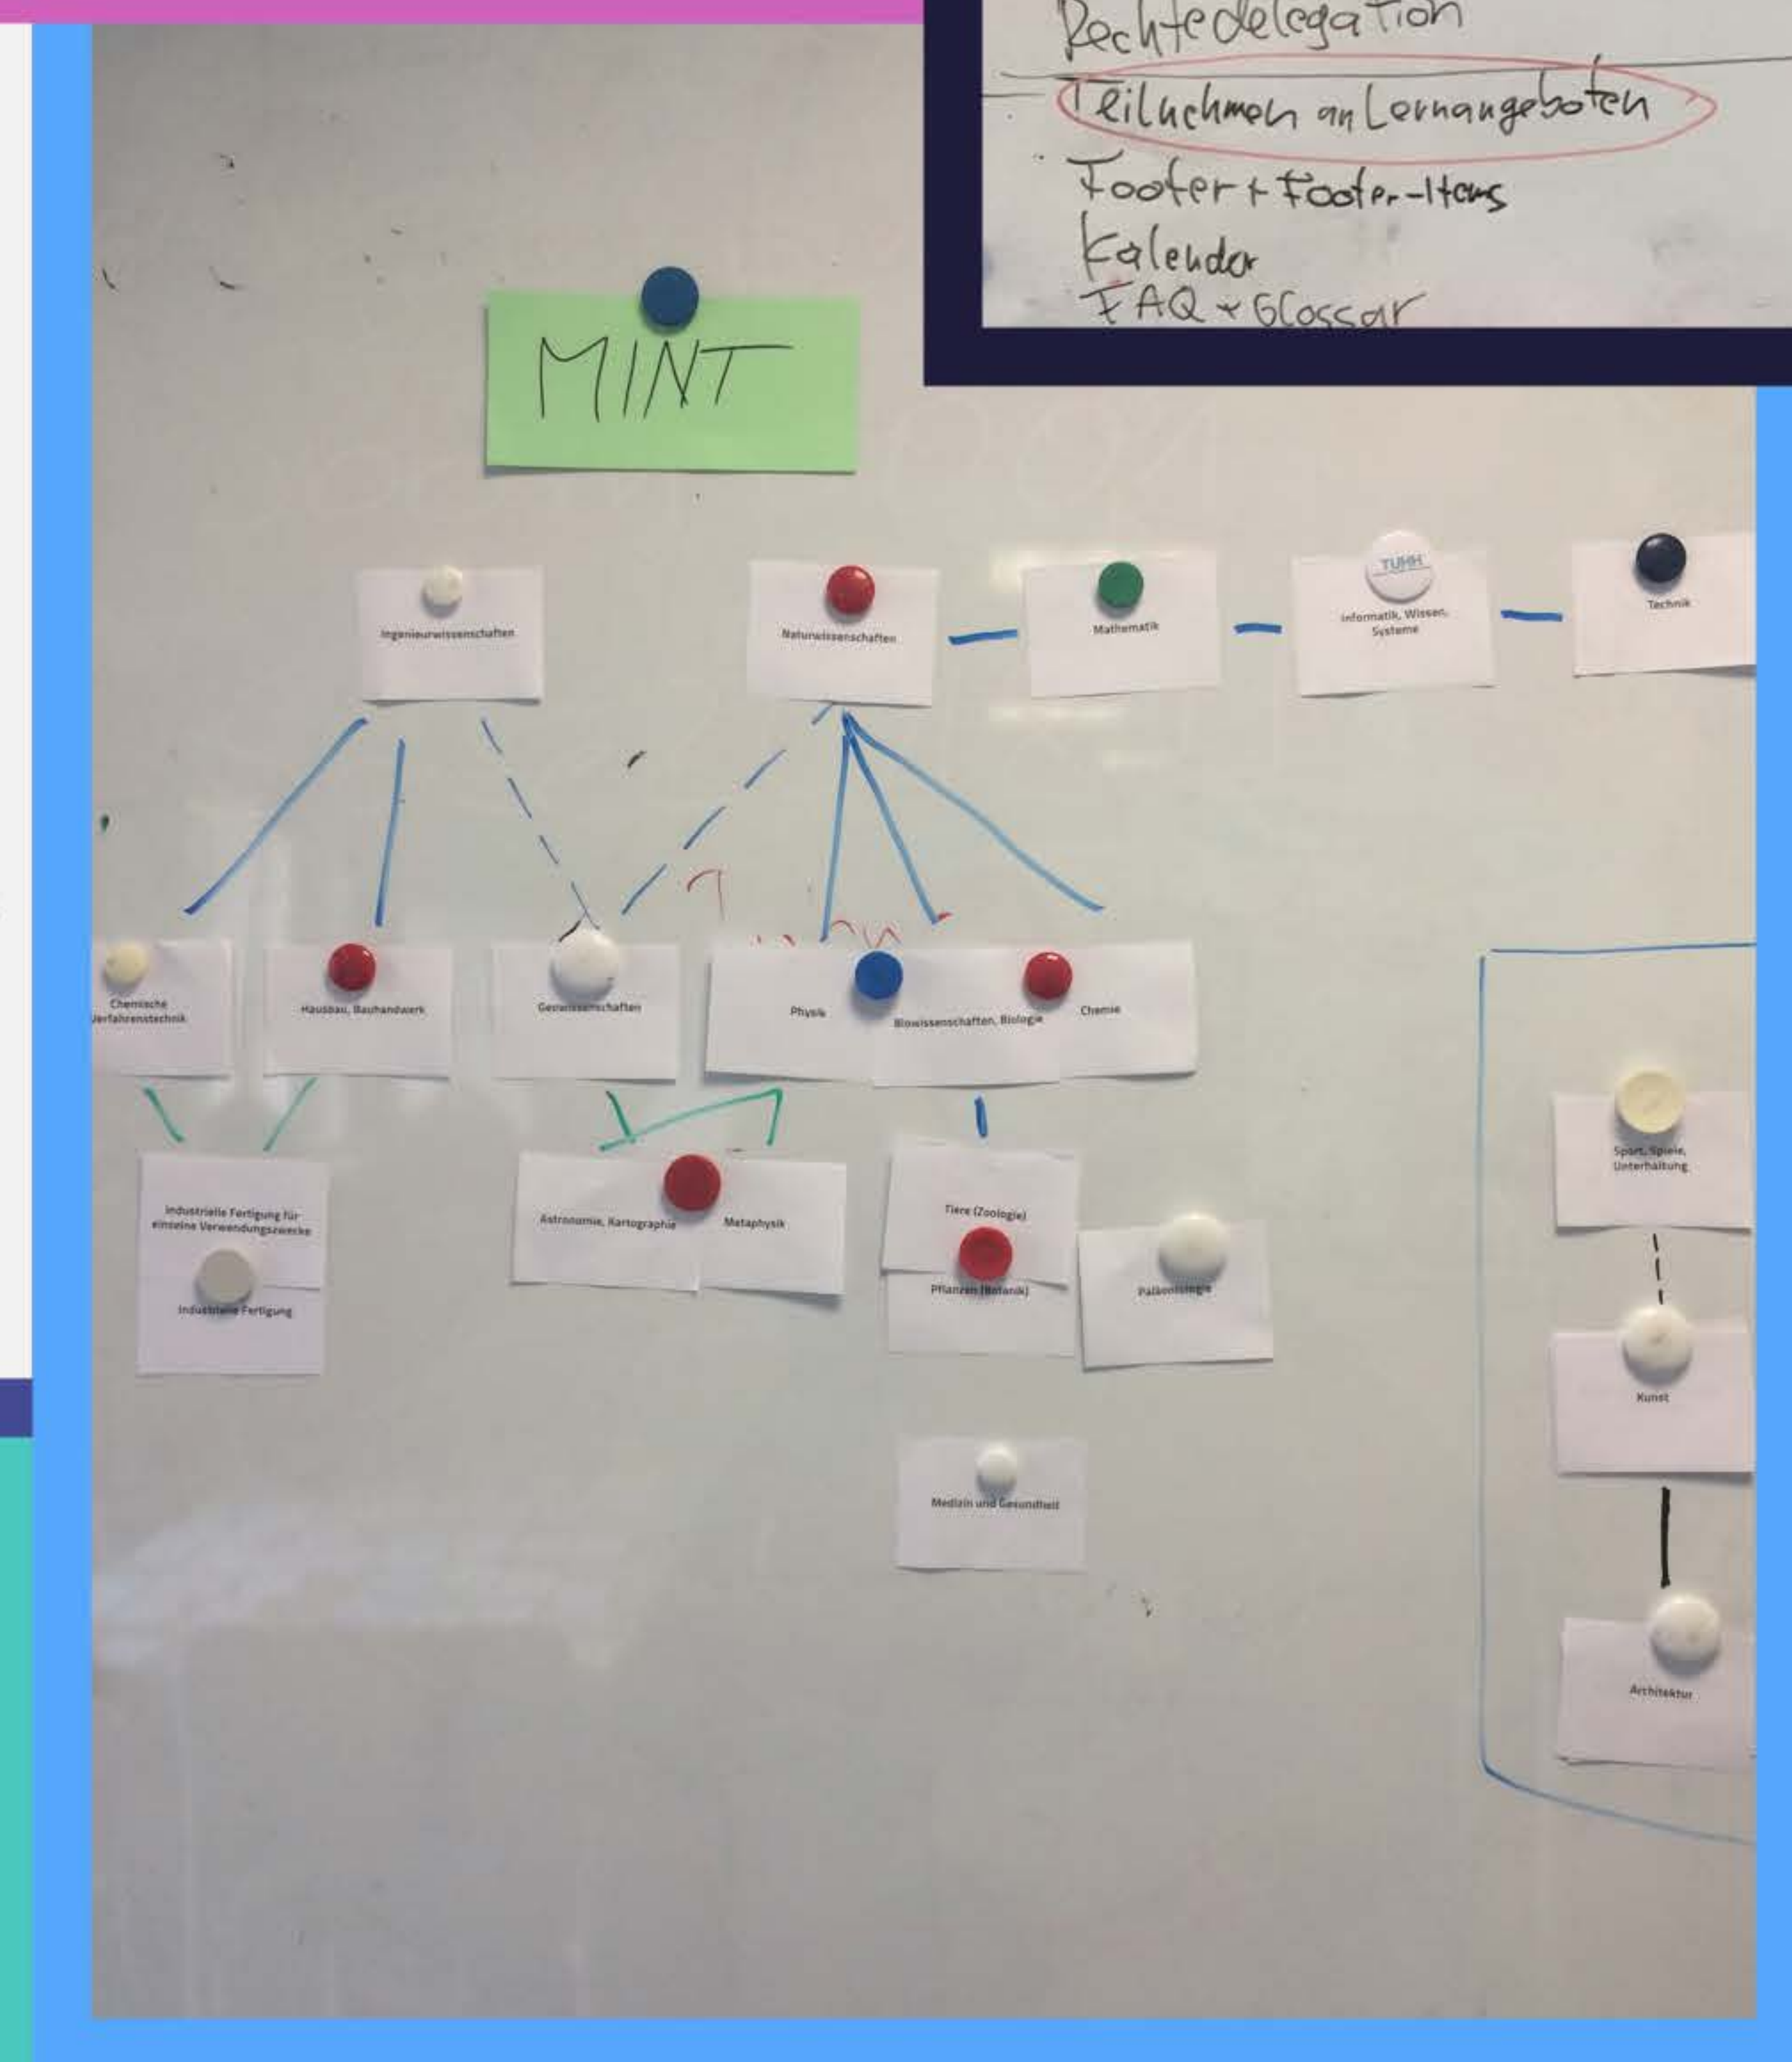 Rechtedelegation
Teilnehmen an Lernangeboten
Footer + Footer-Items
Kalender
FAQ + Glossar
MINT
Ingenieurwissenschaften
Naturwissenschaften
Mathematik
TUHH
Informatik, Wissen,
Systeme
Technik
Chemische
Verfahrenstechnik
Hausbau, Bauhandwerk
Geowissenschaften
Physik
Biowissenschaften, Biologie
Chemie
Industrielle Fertigung für
einzelne Verwendungszwecke
Industrielle Fertigung
Astronomie, Kartographie
Metaphysik
Tiere (Zoologie)
Pflanzen (Botanik)
Paläontologie
Medizin und Gesundheit
Sport, Spiele,
Unterhaltung
Kunst
Architektur